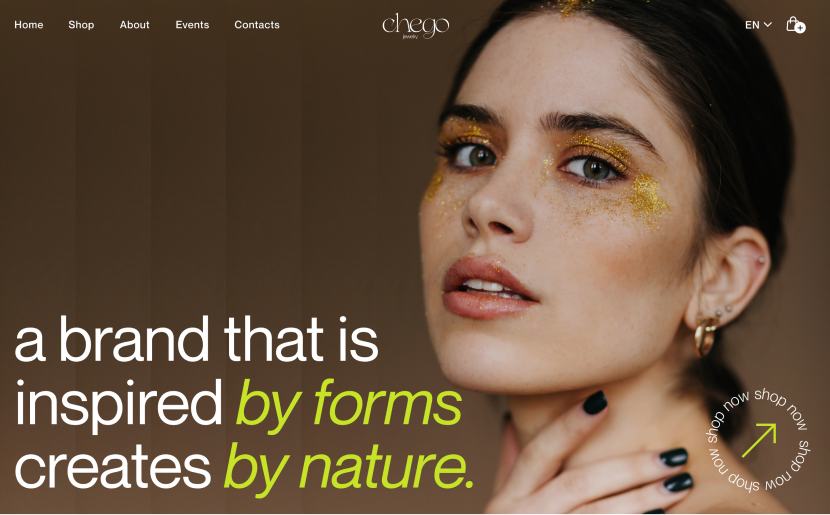 Home
Shop
About
Events
Contacts
chego
jewelry
EN
a brand that is
inspired by forms
creates by nature.
shop now shop now shop now shop now